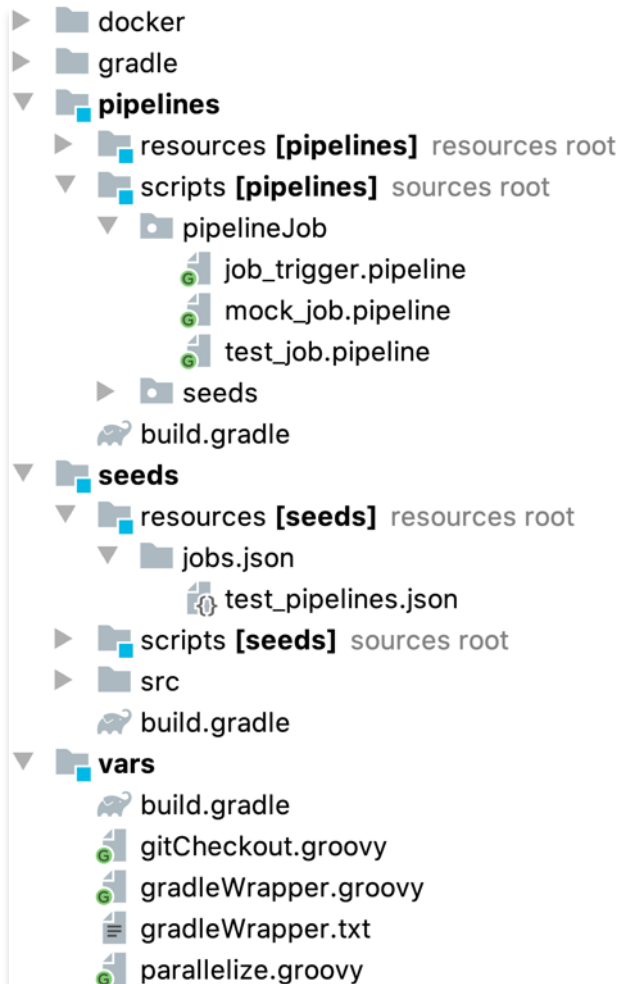 docker
gradle
pipelines
resources [pipelines] resources root
scripts [pipelines] sources root
pipelineJob
job_trigger.pipeline
mock_job.pipeline
test_job.pipeline
seeds
build.gradle
seeds
resources [seeds] resources root
jobs.json
test_pipelines.json
scripts [seeds] sources root
src
build.gradle
vars
build.gradle
gitCheckout.groovy
gradleWrapper.groovy
gradleWrapper.txt
parallelize.groovy